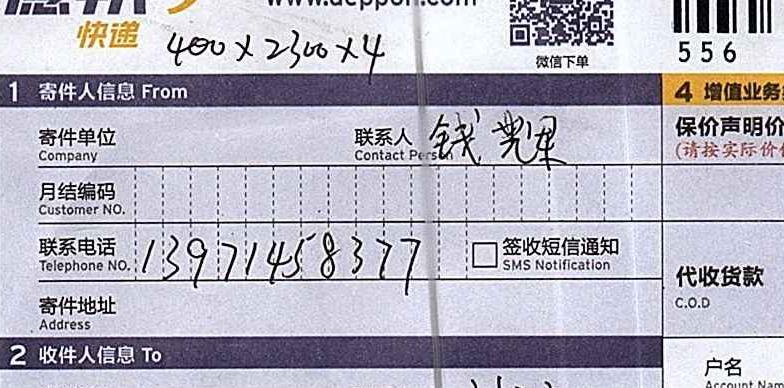 德邦 www.deppon.com
快递 400×2300×4
微信下单
556
1 寄件人信息 From
4 增值业务
寄件单位 联系人 钱
Company Contact Person
保价声明价
(请按实际价
月结编码
Customer NO.
联系电话 13971458377 签收短信通知
Telephone NO. SMS Notification
代收货款
C.O.D
寄件地址
Address
2 收件人信息 To
户名
Account Nam